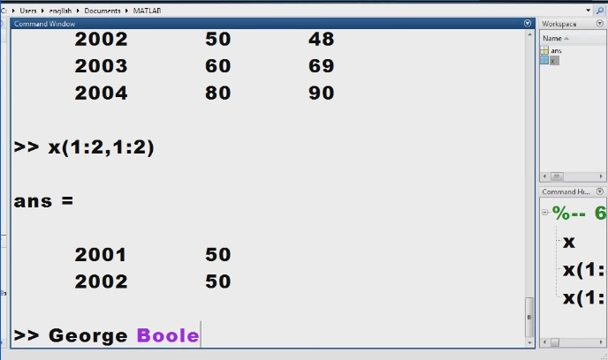 Users ▸ english ▸ Documents ▸ MATLAB
Command Window
2002 50 48
2003 60 69
2004 80 90
>> x(1:2,1:2)
ans =
2001 50
2002 50
>> George Boole
Workspace
Name
ans
x
Command Hi...
%-- 6
x
x(1:
x(1: